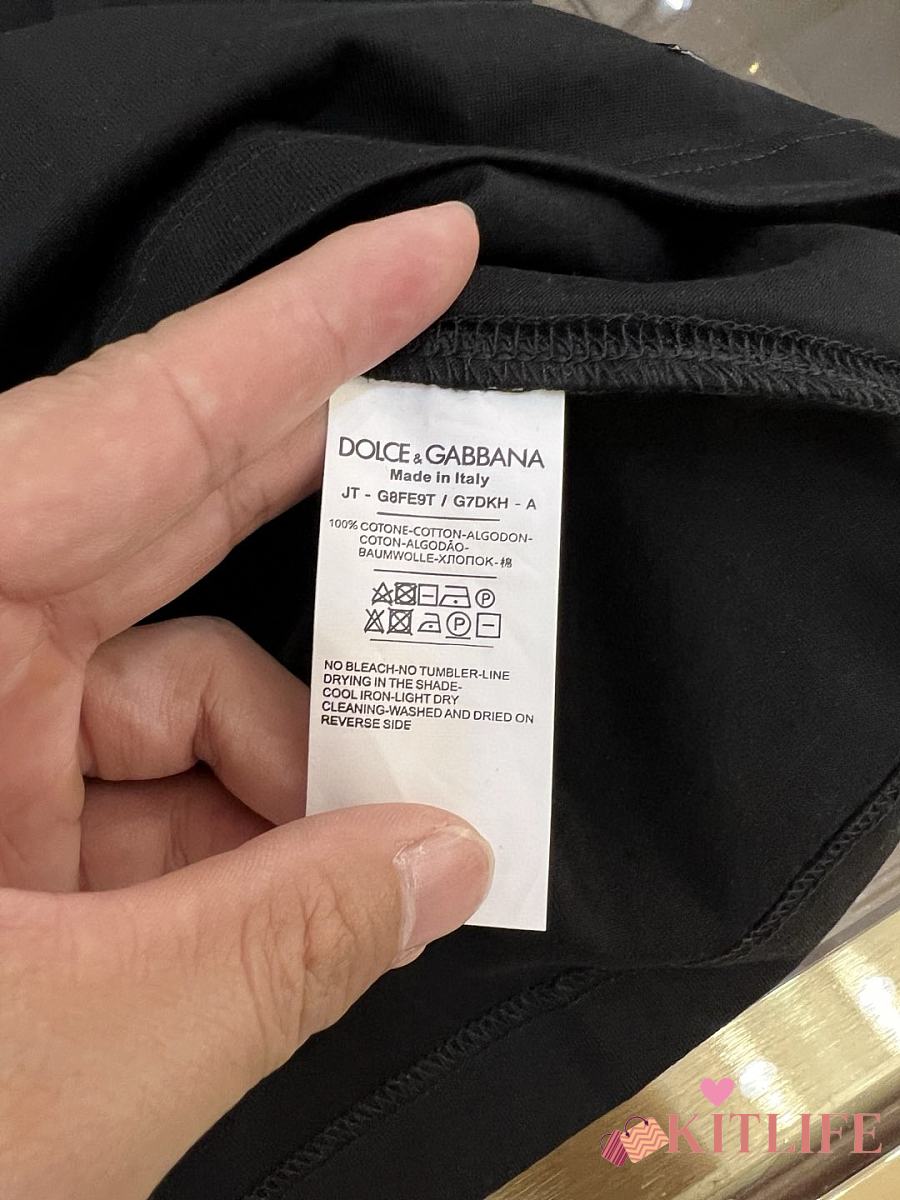 DOLCE & GABBANA
Made in Italy
JT - G8FE9T / G7DKH - A
100% COTONE-COTTON-ALGODON-
COTON-ALGODÃO-
BAUMWOLLE-ХЛОПОК-棉
P
P
NO BLEACH-NO TUMBLER-LINE
DRYING IN THE SHADE-
COOL IRON-LIGHT DRY
CLEANING-WASHED AND DRIED ON
REVERSE SIDE
KITLIFE